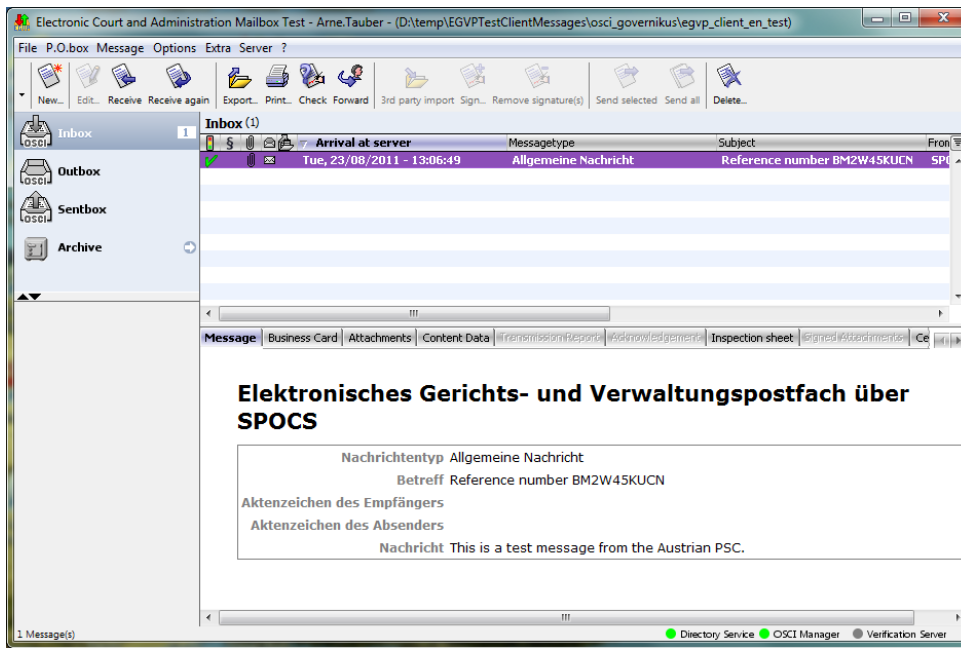 Electronic Court and Administration Mailbox Test - Arne.Tauber - (D:\temp\EGVPTestClientMessages\osci_governikus\egvp_client_en_test)
File P.O.box Message Options Extra Server ?
New... Edit... Receive Receive again Export... Print... Check Forward 3rd party import Sign... Remove signature(s) Send selected Send all Delete...
Inbox 1
Outbox
Sentbox
Archive
Inbox (1)
§ Arrival at server Messagetype Subject From
Tue, 23/08/2011 - 13:06:49 Allgemeine Nachricht Reference number BM2W45KUCN SPO
Message Business Card Attachments Content Data Transmission Reports Acknowledgements Inspection sheet Signed Attachments Ce
Elektronisches Gerichts- und Verwaltungspostfach über
SPOCS
Nachrichtentyp Allgemeine Nachricht
Betreff Reference number BM2W45KUCN
Aktenzeichen des Empfängers
Aktenzeichen des Absenders
Nachricht This is a test message from the Austrian PSC.
1 Message(s) Directory Service OSCI Manager Verification Server